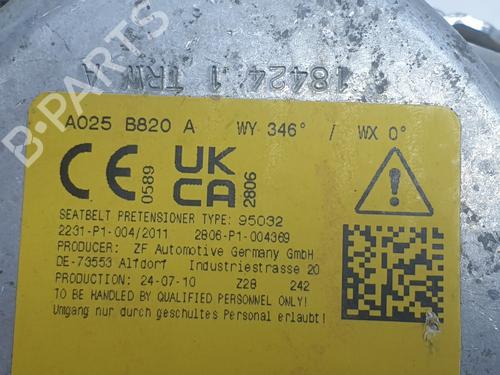 B-PARTS
18424 1 TRW A
A025 B820 A WY 346° / WX 0°
CE 0589
UK CA 2806
SEATBELT PRETENSIONER TYPE: 95032
2231-P1-004/2011 2806-P1-004369
PRODUCER: ZF Automotive Germany GmbH
DE-73553 Alfdorf Industriestrasse 20
PRODUCTION: 24-07-10 Z28 242
TO BE HANDLED BY QUALIFIED PERSONNEL ONLY!
Umgang nur durch geschultes Personal erlaubt!